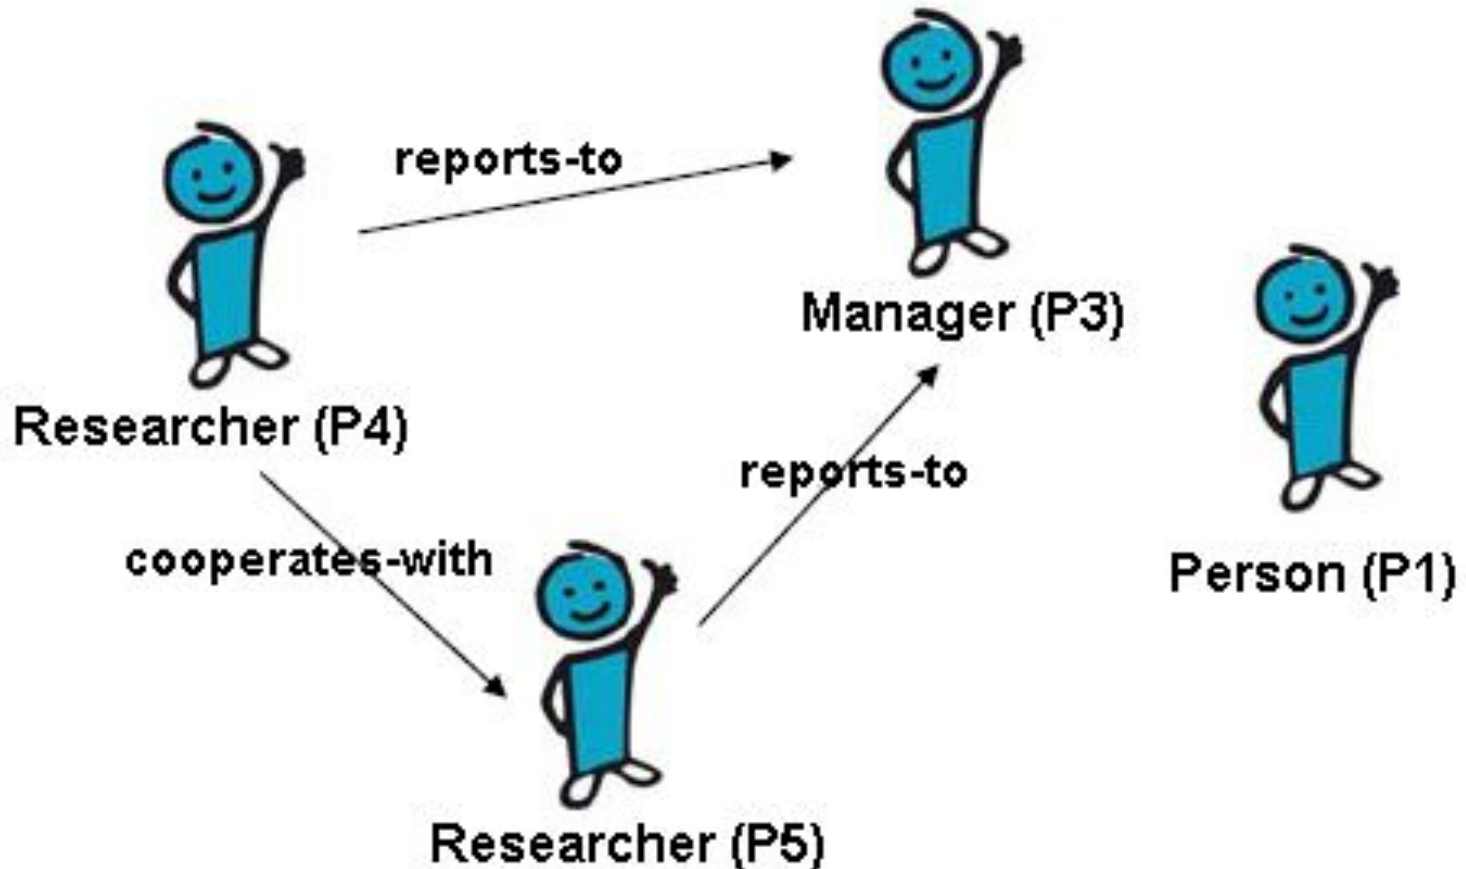 reports-to
Manager (P3)
Researcher (P4)
reports-to
cooperates-with
Person (P1)
Researcher (P5)